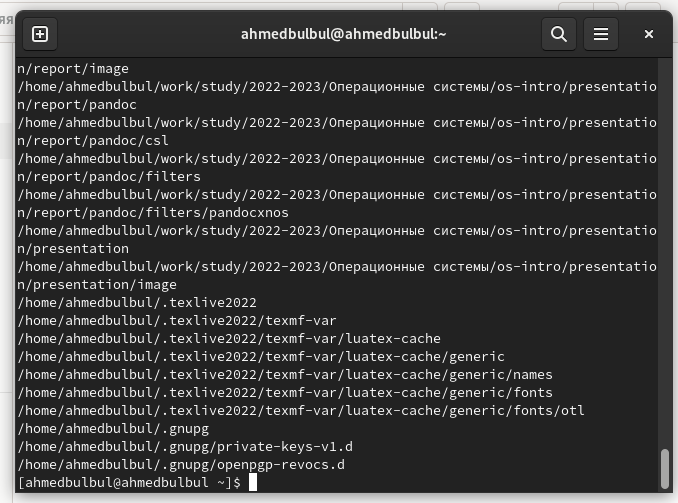 яя
ahmedbulbul@ahmedbulbul:~
n/report/image
/home/ahmedbulbul/work/study/2022-2023/Операционные системы/os-intro/presentatio
n/report/pandoc
/home/ahmedbulbul/work/study/2022-2023/Операционные системы/os-intro/presentatio
n/report/pandoc/csl
/home/ahmedbulbul/work/study/2022-2023/Операционные системы/os-intro/presentatio
n/report/pandoc/filters
/home/ahmedbulbul/work/study/2022-2023/Операционные системы/os-intro/presentatio
n/report/pandoc/filters/pandocxnos
/home/ahmedbulbul/work/study/2022-2023/Операционные системы/os-intro/presentatio
n/presentation
/home/ahmedbulbul/work/study/2022-2023/Операционные системы/os-intro/presentatio
n/presentation/image
/home/ahmedbulbul/.texlive2022
/home/ahmedbulbul/.texlive2022/texmf-var
/home/ahmedbulbul/.texlive2022/texmf-var/luatex-cache
/home/ahmedbulbul/.texlive2022/texmf-var/luatex-cache/generic
/home/ahmedbulbul/.texlive2022/texmf-var/luatex-cache/generic/names
/home/ahmedbulbul/.texlive2022/texmf-var/luatex-cache/generic/fonts
/home/ahmedbulbul/.texlive2022/texmf-var/luatex-cache/generic/fonts/otl
/home/ahmedbulbul/.gnupg
/home/ahmedbulbul/.gnupg/private-keys-v1.d
/home/ahmedbulbul/.gnupg/openpgp-revocs.d
[ahmedbulbul@ahmedbulbul ~]$